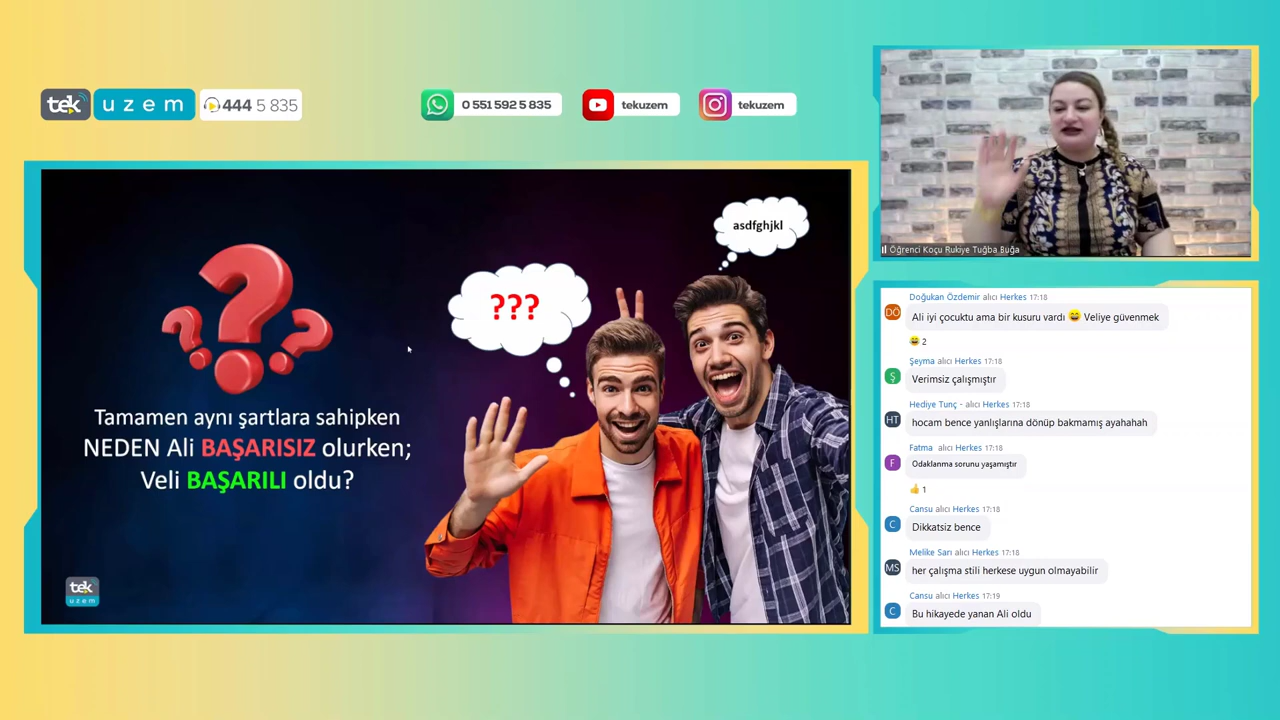 tek uzem 444 5 835
0 551 592 5 835
tekuzem
tekuzem
asdfghjkl
???
Tamamen aynı şartlara sahipken
NEDEN Ali BAŞARISIZ olurken;
Veli BAŞARILI oldu?
tek
uzem
Öğrenci Koçu Rukiye Tuğba Buğa
Doğukan Özdemir alıcı Herkes 17:18
DÖ
Ali iyi çocuktu ama bir kusuru vardı 😄 Veliye güvenmek
😄 2
Şeyma alıcı Herkes 17:18
Ş
Verimsiz çalışmıştır
Hediye Tunç - alıcı Herkes 17:18
HT
hocam bence yanlışlarına dönüp bakmamış ayahahah
Fatma alıcı Herkes 17:18
F
Odaklanma sorunu yaşamıştır
👍 1
Cansu alıcı Herkes 17:18
C
Dikkatsiz bence
Melike Sarı alıcı Herkes 17:18
MS
her çalışma stili herkese uygun olmayabilir
Cansu alıcı Herkes 17:19
C
Bu hikayede yanan Ali oldu